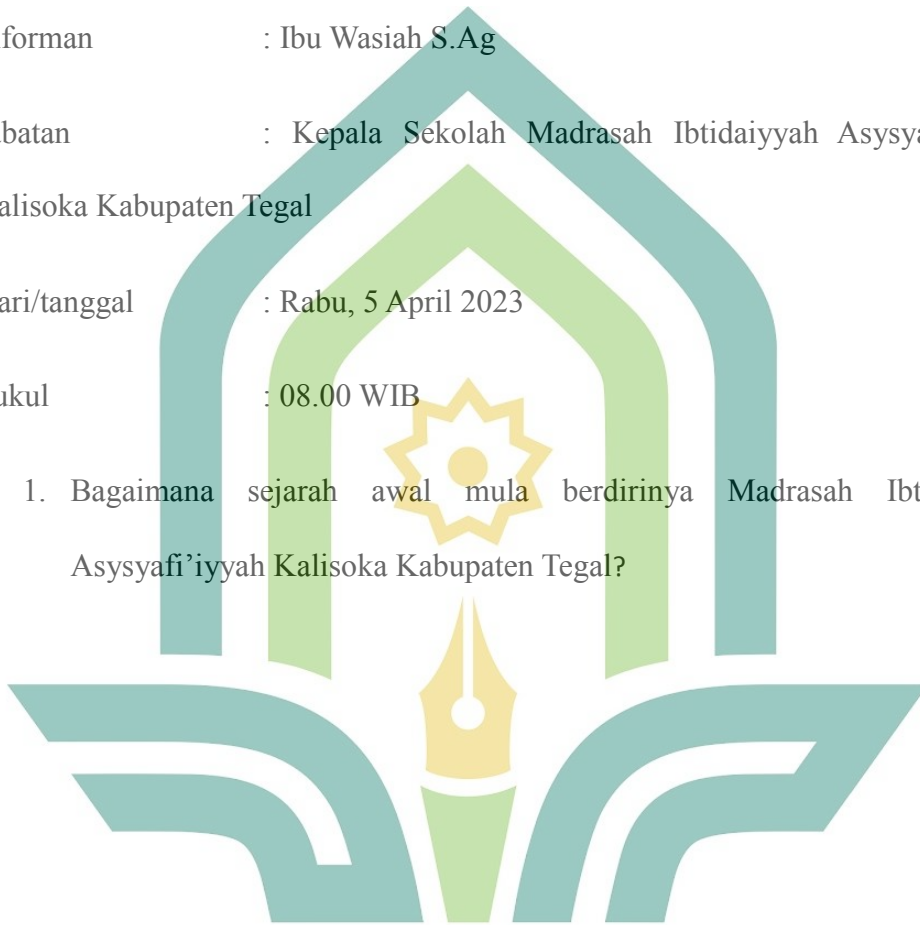 forman : Ibu Wasiah S.Ag
batan : Kepala Sekolah Madrasah Ibtidaiyyah Asysya
alisoka Kabupaten Tegal
ari/tanggal : Rabu, 5 April 2023
ukul : 08.00 WIB
1. Bagaimana sejarah awal mula berdirinya Madrasah Ibt
Asysyafi’iyyah Kalisoka Kabupaten Tegal?